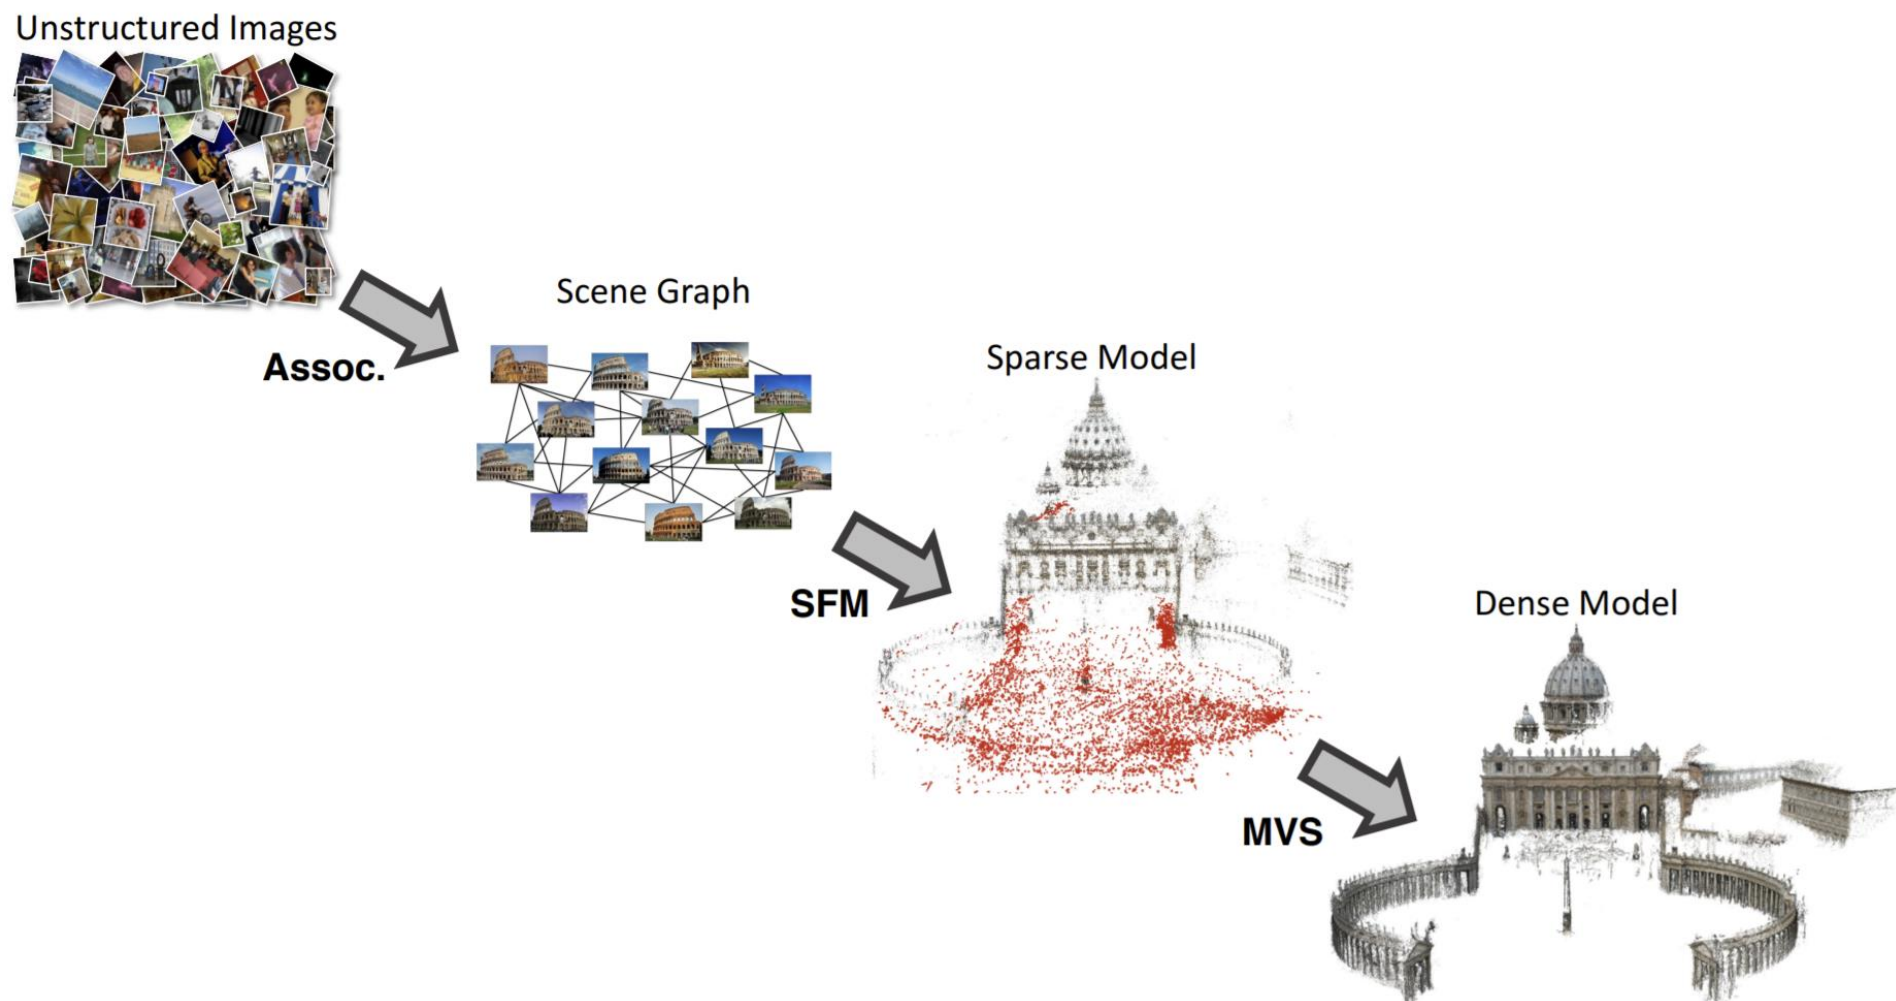 Unstructured Images
Assoc.
Scene Graph
SFM
Sparse Model
MVS
Dense Model